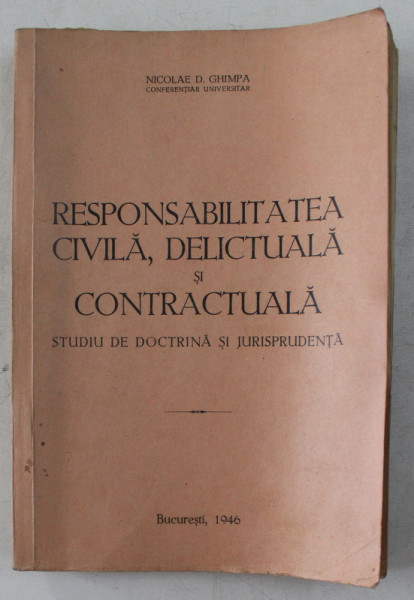 NICOLAE D. GHIMPA
CONFERENȚIAR UNIVERSITAR
RESPONSABILITATEA
CIVILĂ, DELICTUALĂ
ȘI
CONTRACTUALĂ
STUDIU DE DOCTRINĂ ȘI JURISPRUDENȚĂ
București, 1946